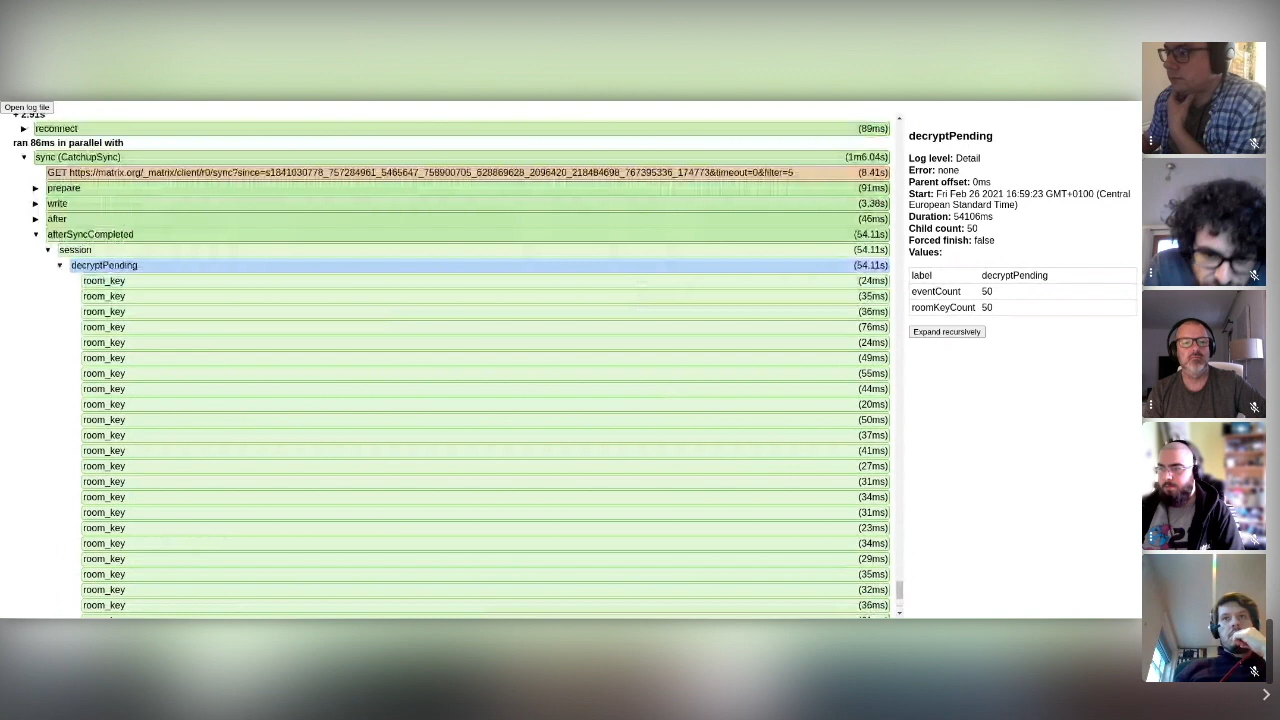 Open log file
+ 2.91s
reconnect (89ms)
ran 86ms in parallel with
sync (CatchupSync) (1m6.04s)
GET https://matrix.org/_matrix/client/r0/sync?since=s1841030778_757284961_5465647_758900705_628869628_2096420_218484698_767395336_174773&timeout=0&filter=5 (8.41s)
prepare (91ms)
write (3.38s)
after (46ms)
afterSyncCompleted (54.11s)
session (54.11s)
decryptPending (54.11s)
room_key (24ms)
room_key (35ms)
room_key (36ms)
room_key (76ms)
room_key (24ms)
room_key (49ms)
room_key (55ms)
room_key (44ms)
room_key (20ms)
room_key (50ms)
room_key (37ms)
room_key (41ms)
room_key (27ms)
room_key (31ms)
room_key (34ms)
room_key (31ms)
room_key (23ms)
room_key (34ms)
room_key (29ms)
room_key (35ms)
room_key (32ms)
room_key (36ms)
decryptPending
Log level: Detail
Error: none
Parent offset: 0ms
Start: Fri Feb 26 2021 16:59:23 GMT+0100 (Central
European Standard Time)
Duration: 54106ms
Child count: 50
Forced finish: false
Values:
label decryptPending
eventCount 50
roomKeyCount 50
Expand recursively